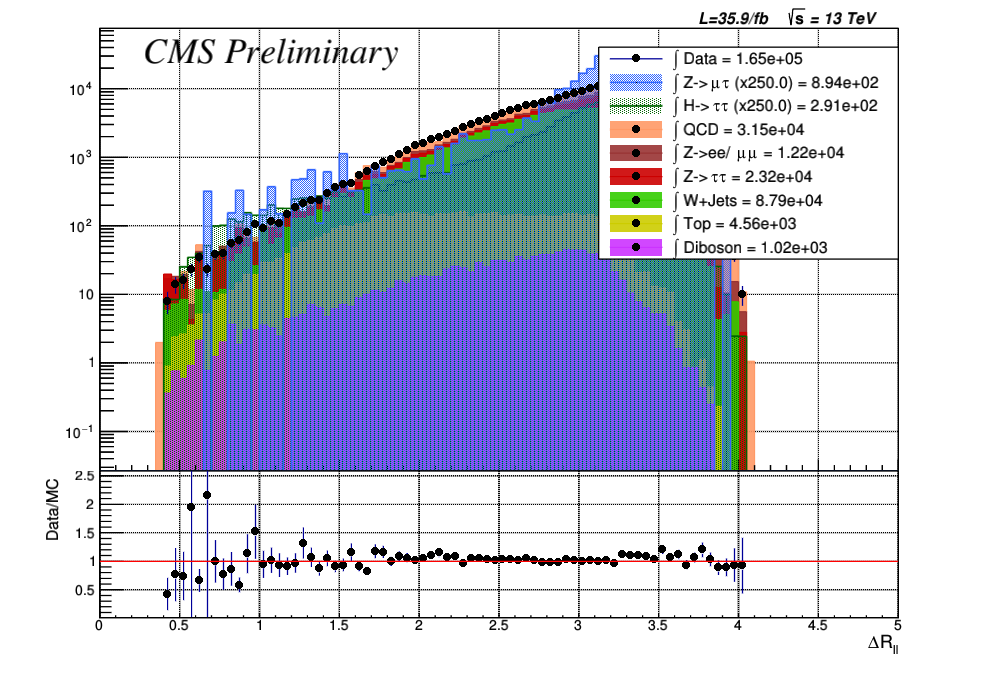 L=35.9/fb √s = 13 TeV
CMS Preliminary
∫ Data = 1.65e+05
∫ Z->μτ (x250.0) = 8.94e+02
∫ H->ττ (x250.0) = 2.91e+02
∫ QCD = 3.15e+04
∫ Z->ee/ μμ = 1.22e+04
∫ Z->ττ = 2.32e+04
∫ W+Jets = 8.79e+04
∫ Top = 4.56e+03
∫ Diboson = 1.02e+03
10⁴
10³
10²
10
1
10⁻¹
Data/MC
2.5
2
1.5
1
0.5
0 0.5 1 1.5 2 2.5 3 3.5 4 4.5 5
ΔR_ll